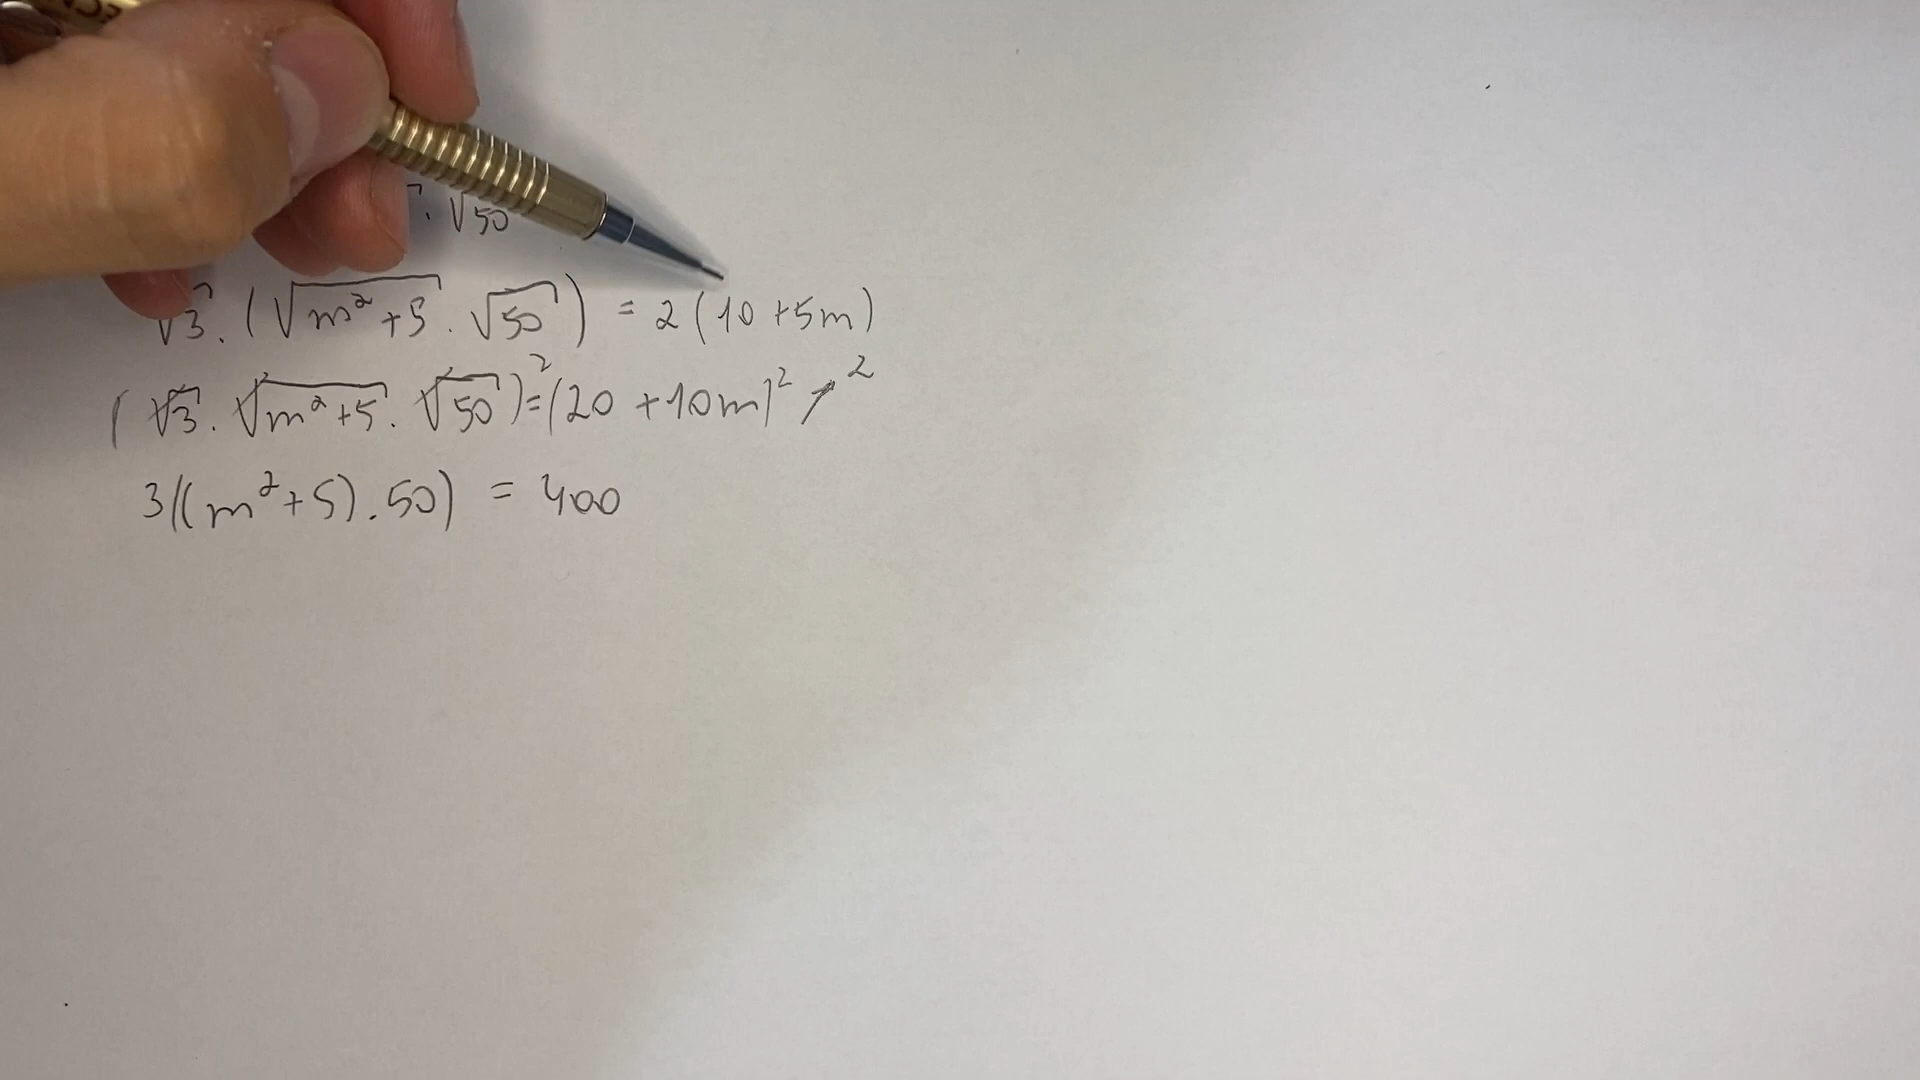 . √50
√3 . (√m²+5 . √50) = 2(10+5m)
(√3 . √m²+5 . √50)² = (20+10m)² /²
3((m²+5).50) = 400